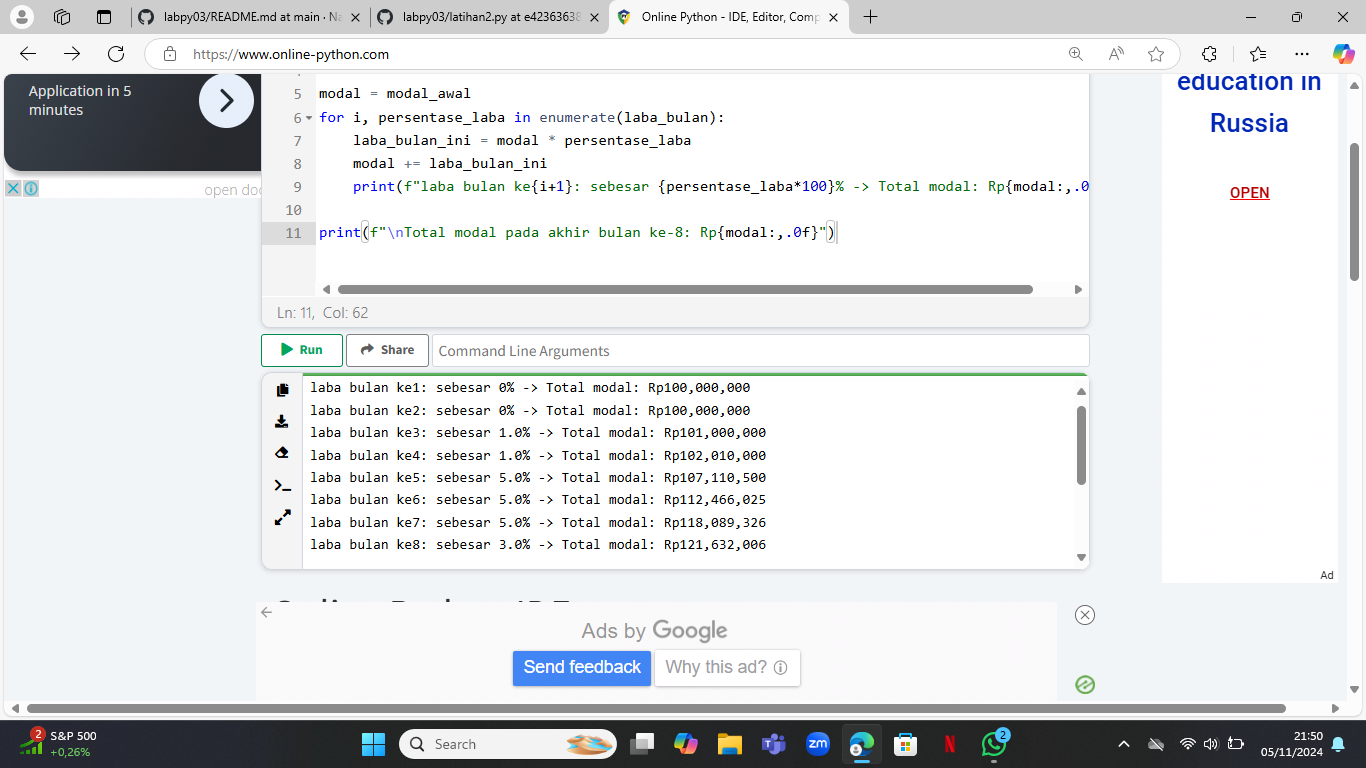 labpy03/README.md at main · Na
labpy03/latihan2.py at e42363638
Online Python - IDE, Editor, Comp
https://www.online-python.com
Application in 5
minutes
open doc
5 modal = modal_awal
6 for i, persentase_laba in enumerate(laba_bulan):
7 laba_bulan_ini = modal * persentase_laba
8 modal += laba_bulan_ini
9 print(f"laba bulan ke{i+1}: sebesar {persentase_laba*100}% -> Total modal: Rp{modal:,.0
10
11 print(f"\nTotal modal pada akhir bulan ke-8: Rp{modal:,.0f}")
Ln: 11, Col: 62
Run
Share
Command Line Arguments
laba bulan ke1: sebesar 0% -> Total modal: Rp100,000,000
laba bulan ke2: sebesar 0% -> Total modal: Rp100,000,000
laba bulan ke3: sebesar 1.0% -> Total modal: Rp101,000,000
laba bulan ke4: sebesar 1.0% -> Total modal: Rp102,010,000
laba bulan ke5: sebesar 5.0% -> Total modal: Rp107,110,500
laba bulan ke6: sebesar 5.0% -> Total modal: Rp112,466,025
laba bulan ke7: sebesar 5.0% -> Total modal: Rp118,089,326
laba bulan ke8: sebesar 3.0% -> Total modal: Rp121,632,006
education in
Russia
OPEN
Ad
Ads by Google
Send feedback
Why this ad?
2
S&P 500
+0,26%
Search
zm
N
2
21:50
05/11/2024